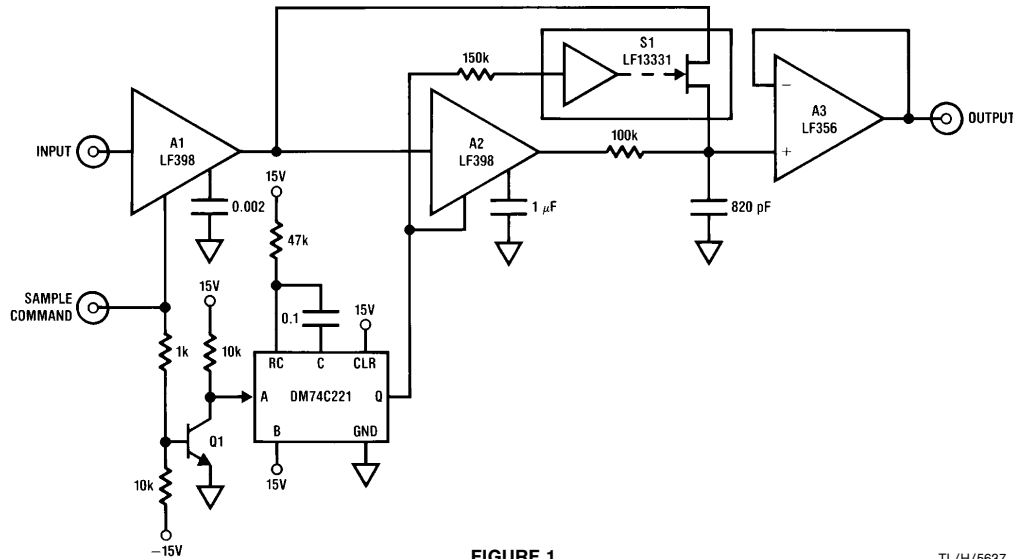 S1
LF13331
150k
A3
LF356
OUTPUT
INPUT
A1
LF398
A2
LF398
100k
−
+
15V
0.002
1 μF
820 pF
47k
SAMPLE
COMMAND
15V
0.1
15V
1k
10k
RC
C
CLR
A
DM74C221
Q
B
GND
Q1
10k
15V
−15V
FIGURE 1
TL/H/5637